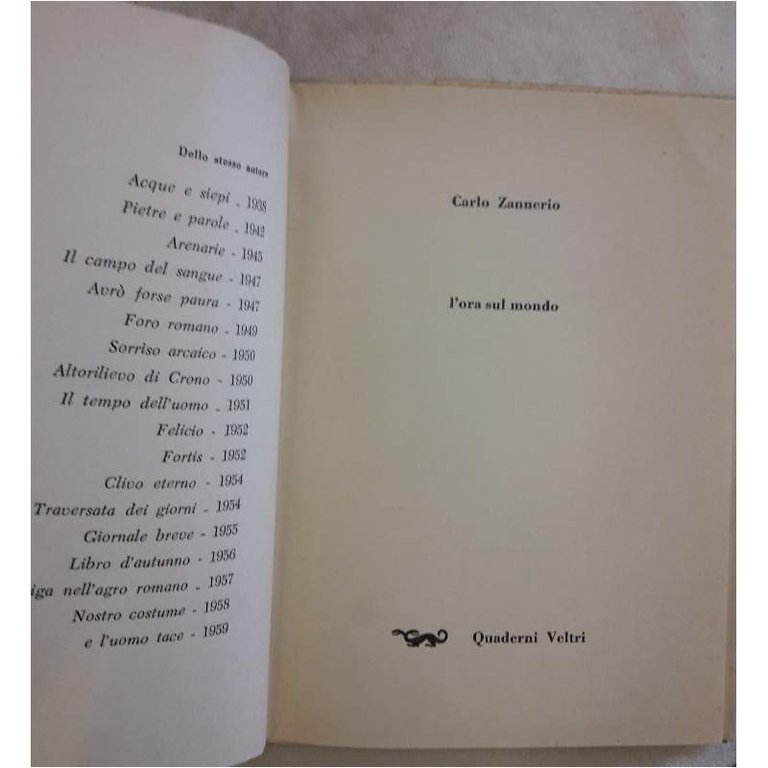 Dello stesso autore
Acque e siepi - 1938
Pietre e parole - 1942
Arenarie - 1945
Il campo del sangue - 1947
Avrò forse paura - 1947
Foro romano - 1949
Sorriso arcaico - 1950
Altorilievo di Crono - 1950
Il tempo dell'uomo - 1951
Felicio - 1952
Fortis - 1952
Clivo eterno - 1954
Traversata dei giorni - 1954
Giornale breve - 1955
Libro d'autunno - 1956
nell'agro romano - 1957
Nostro costume - 1958
e l'uomo tace - 1959
Carlo Zannerio
l'ora sul mondo
Quaderni Veltri